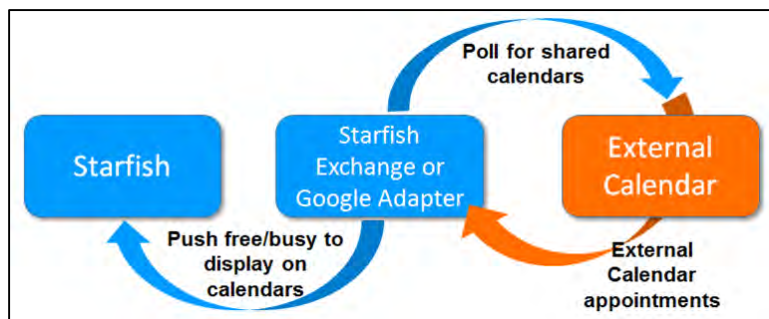 Poll for shared
calendars
Starfish
Starfish
Exchange or
Google Adapter
External
Calendar
Push free/busy to
display on
calendars
External
Calendar
appointments